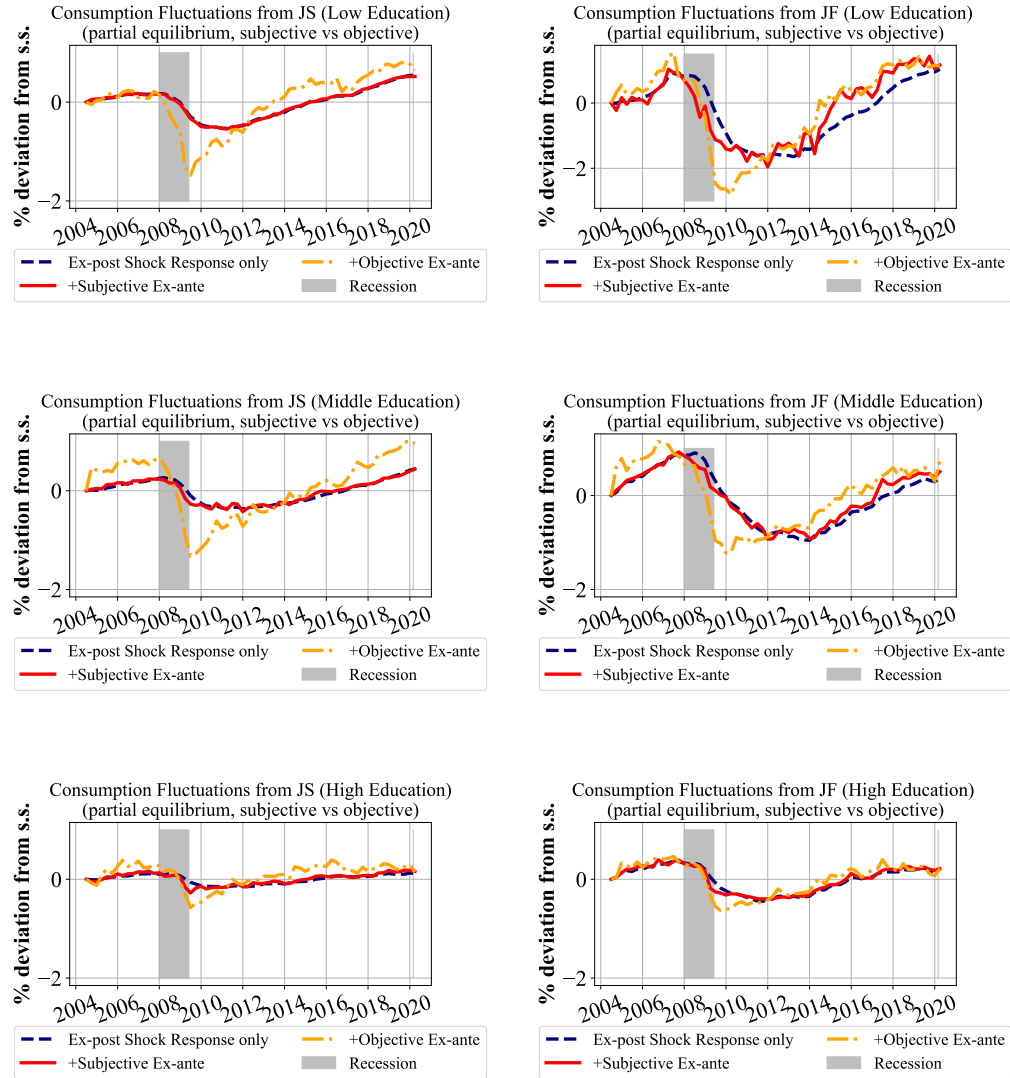 Consumption Fluctuations from JS (Low Education)
(partial equilibrium, subjective vs objective)
% deviation from s.s.
0
−2
2004 2006 2008 2010 2012 2014 2016 2018 2020
Ex-post Shock Response only
+Subjective Ex-ante
+Objective Ex-ante
Recession
Consumption Fluctuations from JF (Low Education)
(partial equilibrium, subjective vs objective)
% deviation from s.s.
0
−2
2004 2006 2008 2010 2012 2014 2016 2018 2020
Ex-post Shock Response only
+Subjective Ex-ante
+Objective Ex-ante
Recession
Consumption Fluctuations from JS (Middle Education)
(partial equilibrium, subjective vs objective)
% deviation from s.s.
0
−2
2004 2006 2008 2010 2012 2014 2016 2018 2020
Ex-post Shock Response only
+Subjective Ex-ante
+Objective Ex-ante
Recession
Consumption Fluctuations from JF (Middle Education)
(partial equilibrium, subjective vs objective)
% deviation from s.s.
0
−2
2004 2006 2008 2010 2012 2014 2016 2018 2020
Ex-post Shock Response only
+Subjective Ex-ante
+Objective Ex-ante
Recession
Consumption Fluctuations from JS (High Education)
(partial equilibrium, subjective vs objective)
% deviation from s.s.
0
−2
2004 2006 2008 2010 2012 2014 2016 2018 2020
Ex-post Shock Response only
+Subjective Ex-ante
+Objective Ex-ante
Recession
Consumption Fluctuations from JF (High Education)
(partial equilibrium, subjective vs objective)
% deviation from s.s.
0
−2
2004 2006 2008 2010 2012 2014 2016 2018 2020
Ex-post Shock Response only
+Subjective Ex-ante
+Objective Ex-ante
Recession